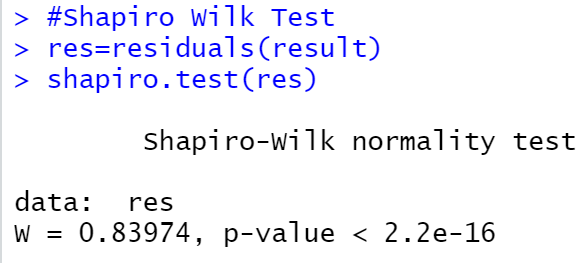 > #Shapiro Wilk Test
> res=residuals(result)
> shapiro.test(res)
Shapiro-Wilk normality test
data:  res
W = 0.83974, p-value < 2.2e-16